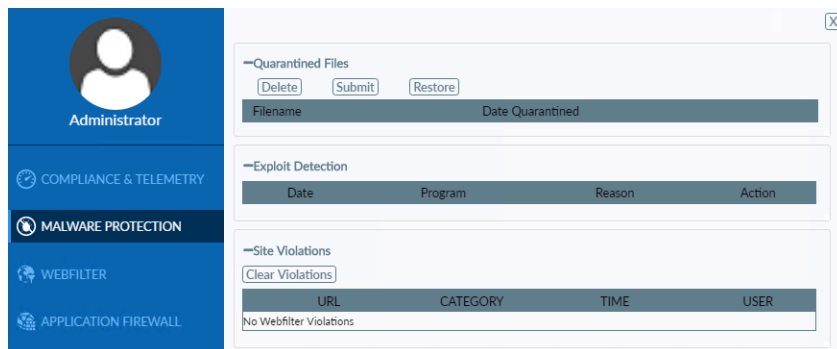 X
Administrator
COMPLIANCE & TELEMETRY
MALWARE PROTECTION
WEBFILTER
APPLICATION FIREWALL
Quarantined Files
Delete Submit Restore
Filename Date Quarantined
Exploit Detection
Date Program Reason Action
Site Violations
Clear Violations
URL CATEGORY TIME USER
No Webfilter Violations